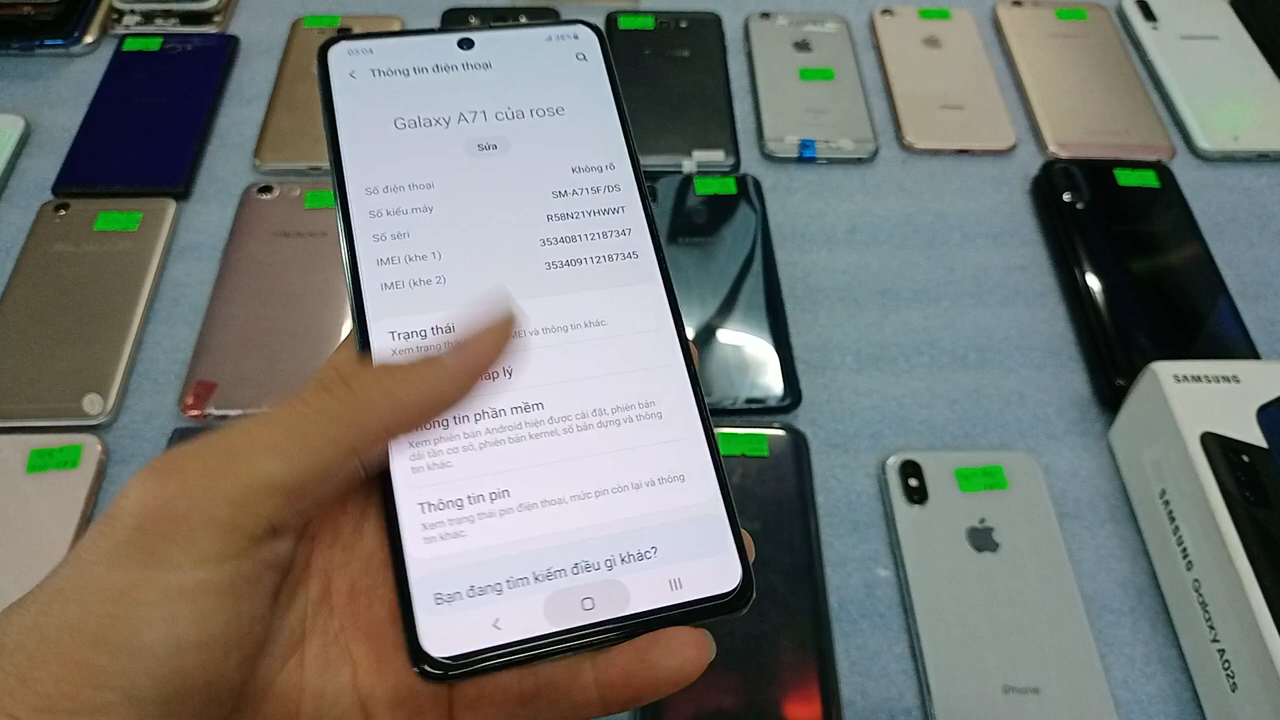 03:04
38%
Thông tin điện thoại
Galaxy A71 của rose
Sửa
Số điện thoại Không rõ
Số kiểu máy SM-A715F/DS
Số sêri R58N21YHWWT
IMEI (khe 1) 353408112187347
IMEI (khe 2) 353409112187345
Trạng thái
Xem trạng MEI và thông tin khác.
pháp lý
Thông tin phần mềm
Xem phiên bản Android hiện được cài đặt, phiên bản
dải tần cơ sở, phiên bản kernel, số bản dựng và thông
tin khác.
Thông tin pin
Xem trạng thái pin điện thoại, mức pin còn lại và thông
tin khác.
Bạn đang tìm kiếm điều gì khác?
SAMSUNG
SAMSUNG Galaxy A02s
iPhone